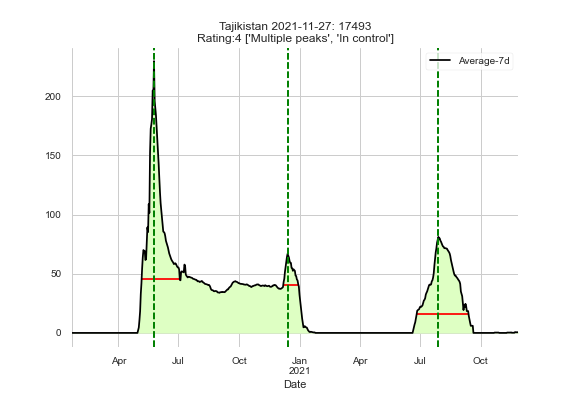 Tajikistan 2021-11-27: 17493
Rating:4 ['Multiple peaks', 'In control']
Average-7d
200
150
100
50
0
Apr Jul Oct Jan Apr Jul Oct
2021
Date